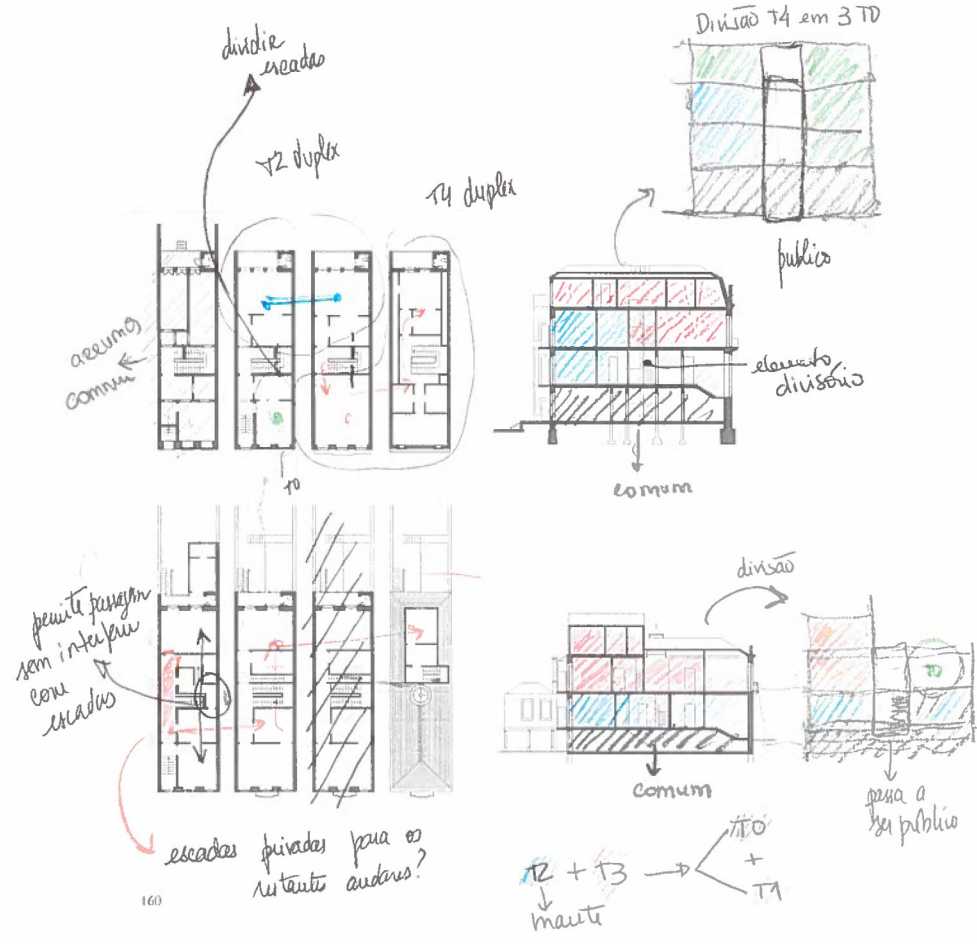 Divisão T4 em 3 T0
dividir
escadas
T2 duplex
T4 duplex
público
arrumos
comum
elemento
divisório
T0
comum
divisão
permite passagem
sem interferir
com
escadas
T0
comum
passa a
ser público
escadas privadas para os
restantes andares?
T2 + T3
T0
+
T1
mante
160